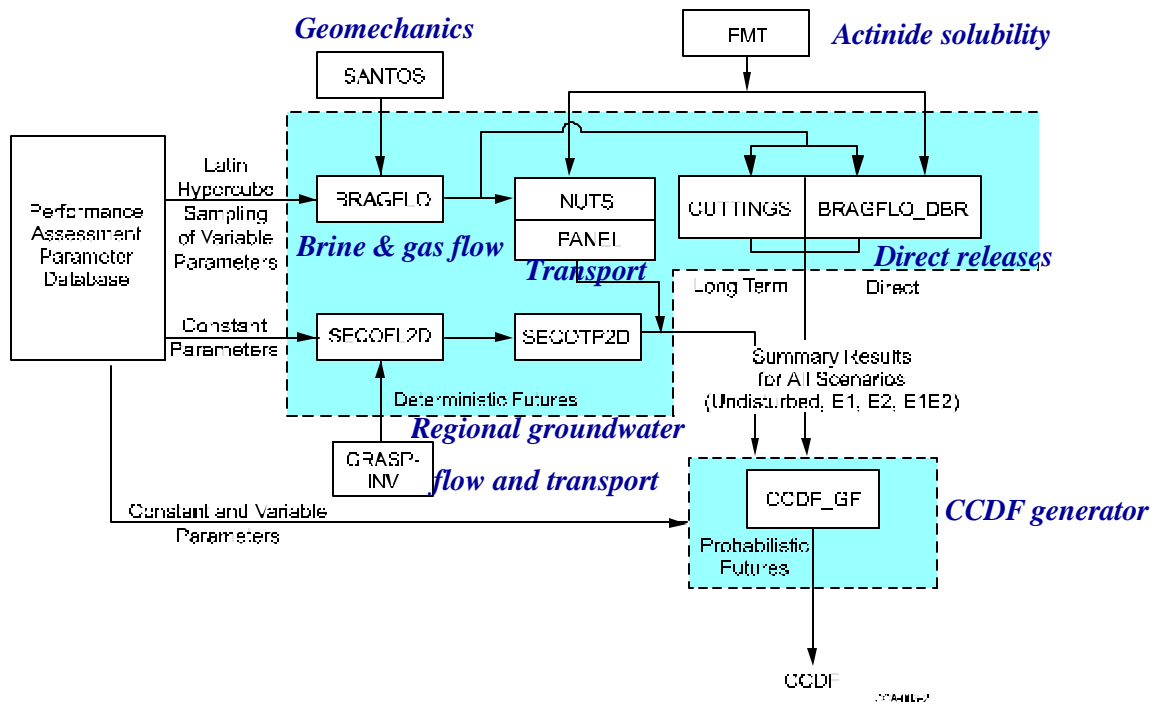 Geomechanics
FMT
Actinide solubility
SANTOS
Latin
Hypercube
Sampling
of Variable
Parameters
Performance
Assessment
Parameter
Database
BRAGFLO
NUTS
PANEL
CUTTINGS
BRAGFLO_DBR
Brine & gas flow
Transport
Direct releases
Long Term
Direct
Constant
Parameters
SECOFL2D
SECOTP2D
Summary Results
for All Scenarios
(Undisturbed, E1, E2, E1E2)
Deterministic Futures
Regional groundwater
flow and transport
GRASP-
INV
Constant and Variable
Parameters
CCDF_GF
CCDF generator
Probabilistic
Futures
CCDF